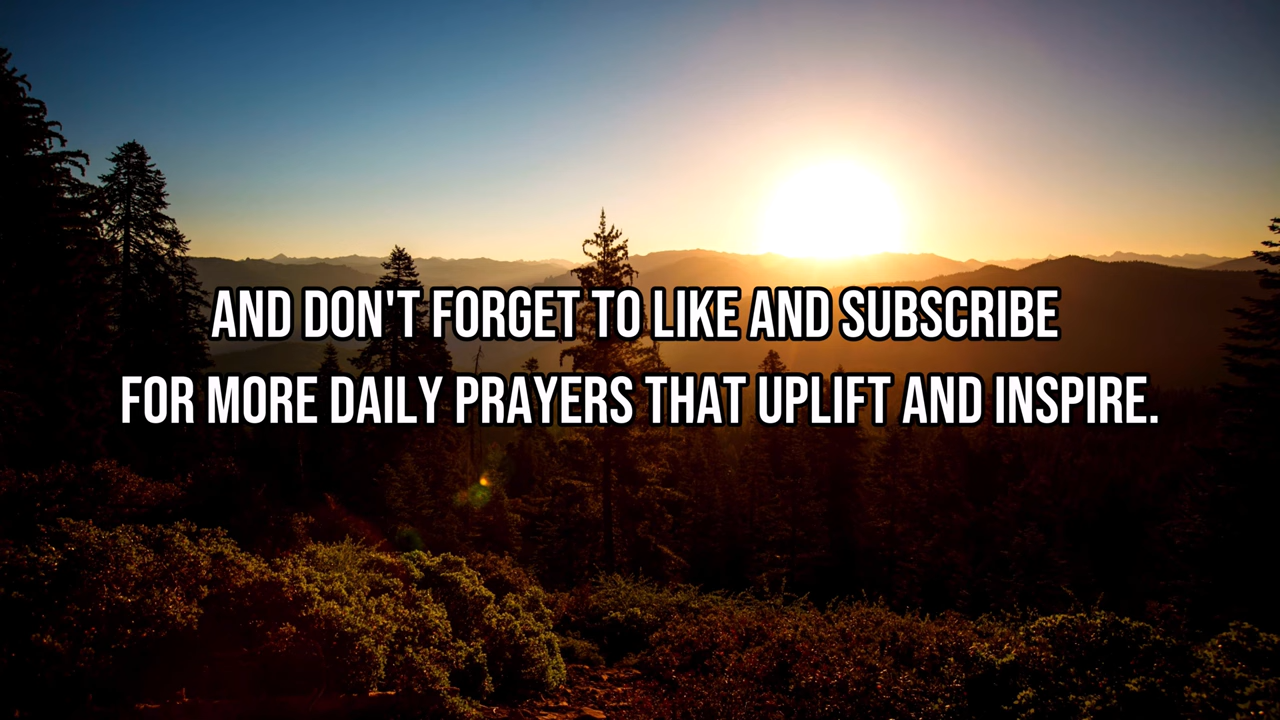 AND DON'T FORGET TO LIKE AND SUBSCRIBE
FOR MORE DAILY PRAYERS THAT UPLIFT AND INSPIRE.